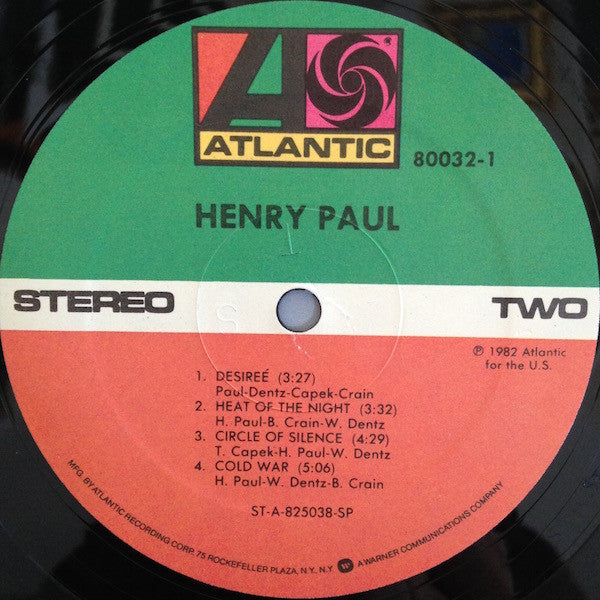 ATLANTIC
80032-1
HENRY PAUL
STEREO
TWO
℗ 1982 Atlantic
for the U.S.
1. DESIREÉ (3:27)
Paul-Dentz-Capek-Crain
2. HEAT OF THE NIGHT (3:32)
H. Paul-B. Crain-W. Dentz
3. CIRCLE OF SILENCE (4:29)
T. Capek-H. Paul-W. Dentz
4. COLD WAR (5:06)
H. Paul-W. Dentz-B. Crain
ST-A-825038-SP
MFG. BY ATLANTIC RECORDING CORP. 75 ROCKEFELLER PLAZA, N.Y., N.Y. A WARNER COMMUNICATIONS COMPANY